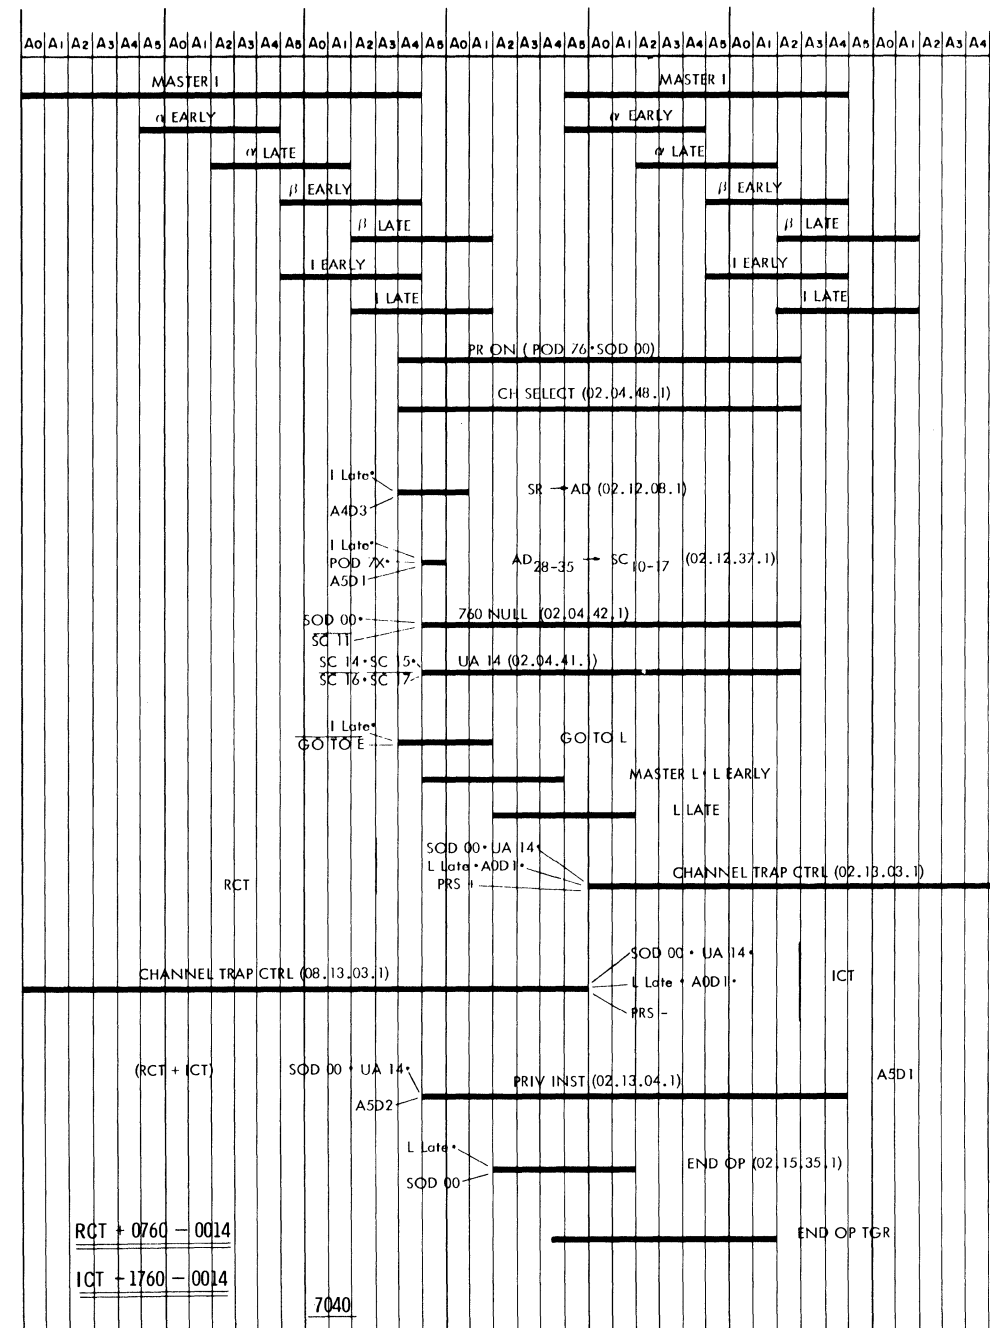 A0 A1 A2 A3 A4 A5 A0 A1 A2 A3 A4 A5 A0 A1 A2 A3 A4 A5 A0 A1 A2 A3 A4 A5 A0 A1 A2 A3 A4 A5 A0 A1 A2 A3 A4 A5 A0 A1 A2 A3 A4
MASTER I MASTER I
α EARLY α EARLY
α LATE α LATE
β EARLY β EARLY
β LATE β LATE
I EARLY I EARLY
I LATE I LATE
PR ON (POD 76·SOD 00)
CH SELECT (02.04.48.1)
I Late·
SR → AD (02.12.08.1)
A4D3
I Late·
POD 7X· AD28-35 → SC10-17 (02.12.37.1)
A5D1
SOD 00· 760 NULL (02.04.42.1)
S̅C̅ ̅1̅1̅
SC 14·SC 15· UA 14 (02.04.41.1)
S̅C̅ ̅1̅6̅·S̅C̅ ̅1̅7̅
I Late· GO TO L
G̅O̅ ̅T̅O̅ ̅E̅
MASTER L · L EARLY
L LATE
SOD 00·UA 14·
L Late·A0D1· CHANNEL TRAP CTRL (02.13.03.1)
RCT PRS +
SOD 00 · UA 14·
CHANNEL TRAP CTRL (08.13.03.1) L Late · A0D1· ICT
PRS -
(RCT + ICT) SOD 00 · UA 14· A5D1
PRIV INST (02.13.04.1)
A5D2
L Late·
END OP (02.15.35.1)
SOD 00
RCT + 0760 - 0014 END OP TGR
ICT -1760 - 0014
7040